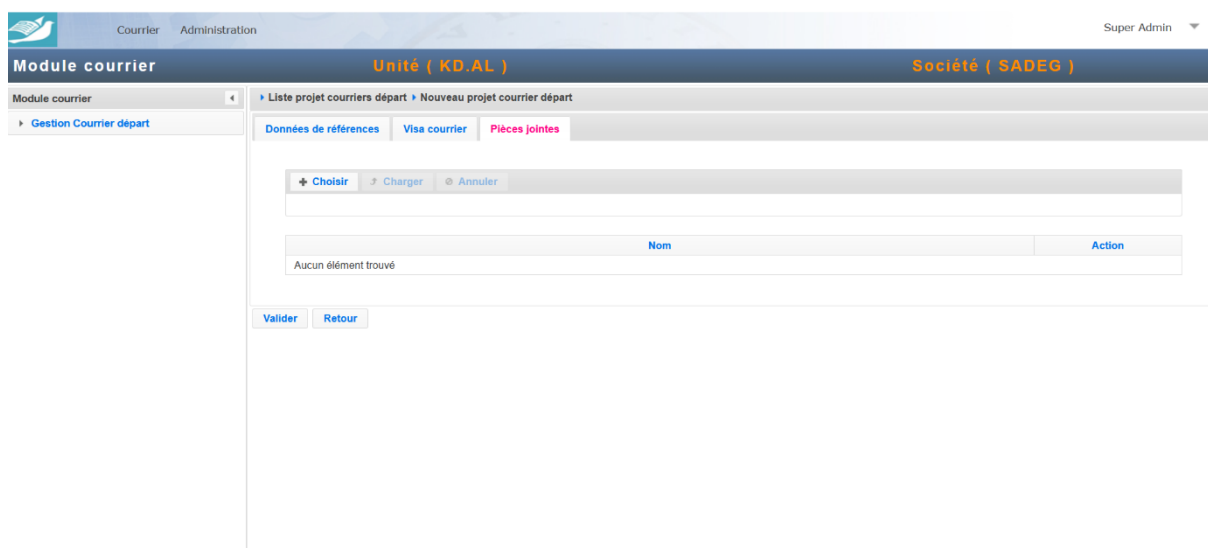 Courrier Administration Super Admin
Module courrier Unité ( KD.AL ) Société ( SADEG )
Module courrier Liste projet courriers départ Nouveau projet courrier départ
Gestion Courrier départ
Données de références Visa courrier Pièces jointes
Choisir Charger Annuler
Nom Action
Aucun élément trouvé
Valider Retour